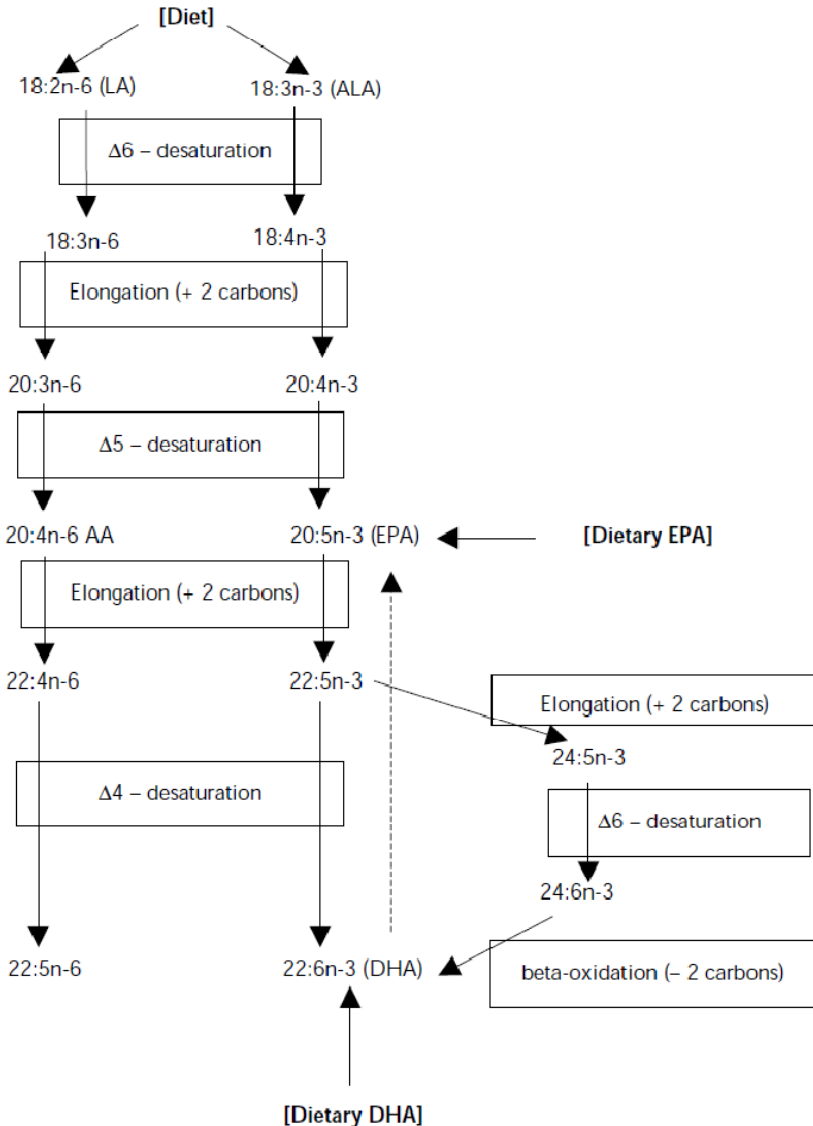 [Diet]
18:2n-6 (LA)
18:3n-3 (ALA)
Δ6 – desaturation
18:3n-6
18:4n-3
Elongation (+ 2 carbons)
20:3n-6
20:4n-3
Δ5 – desaturation
20:4n-6 AA
20:5n-3 (EPA)
[Dietary EPA]
Elongation (+ 2 carbons)
22:4n-6
22:5n-3
Elongation (+ 2 carbons)
24:5n-3
Δ4 – desaturation
Δ6 – desaturation
24:6n-3
22:5n-6
22:6n-3 (DHA)
beta-oxidation (– 2 carbons)
[Dietary DHA]